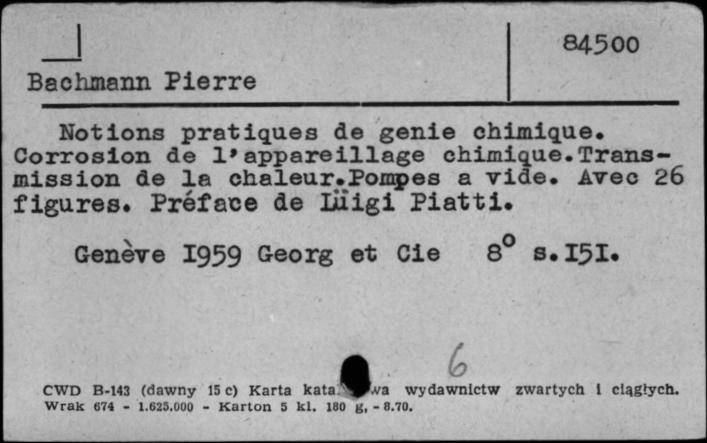 84500
Bachmann Pierre
Notions pratiques de genie chimique.
Corrosion de l'appareillage chimique.Trans-
mission de la chaleur.Pompes a vide. Avec 26
figures. Préface de Luigi Piatti.
Genève 1959 Georg et Cie 8° s.151.
6
CWD B-143 (dawny 15 c) Karta wydawnictw zwartych i ciągłych.
Wrak 674 - 1.625.000 - Karton 5 kl. 180 g, - 8.70.